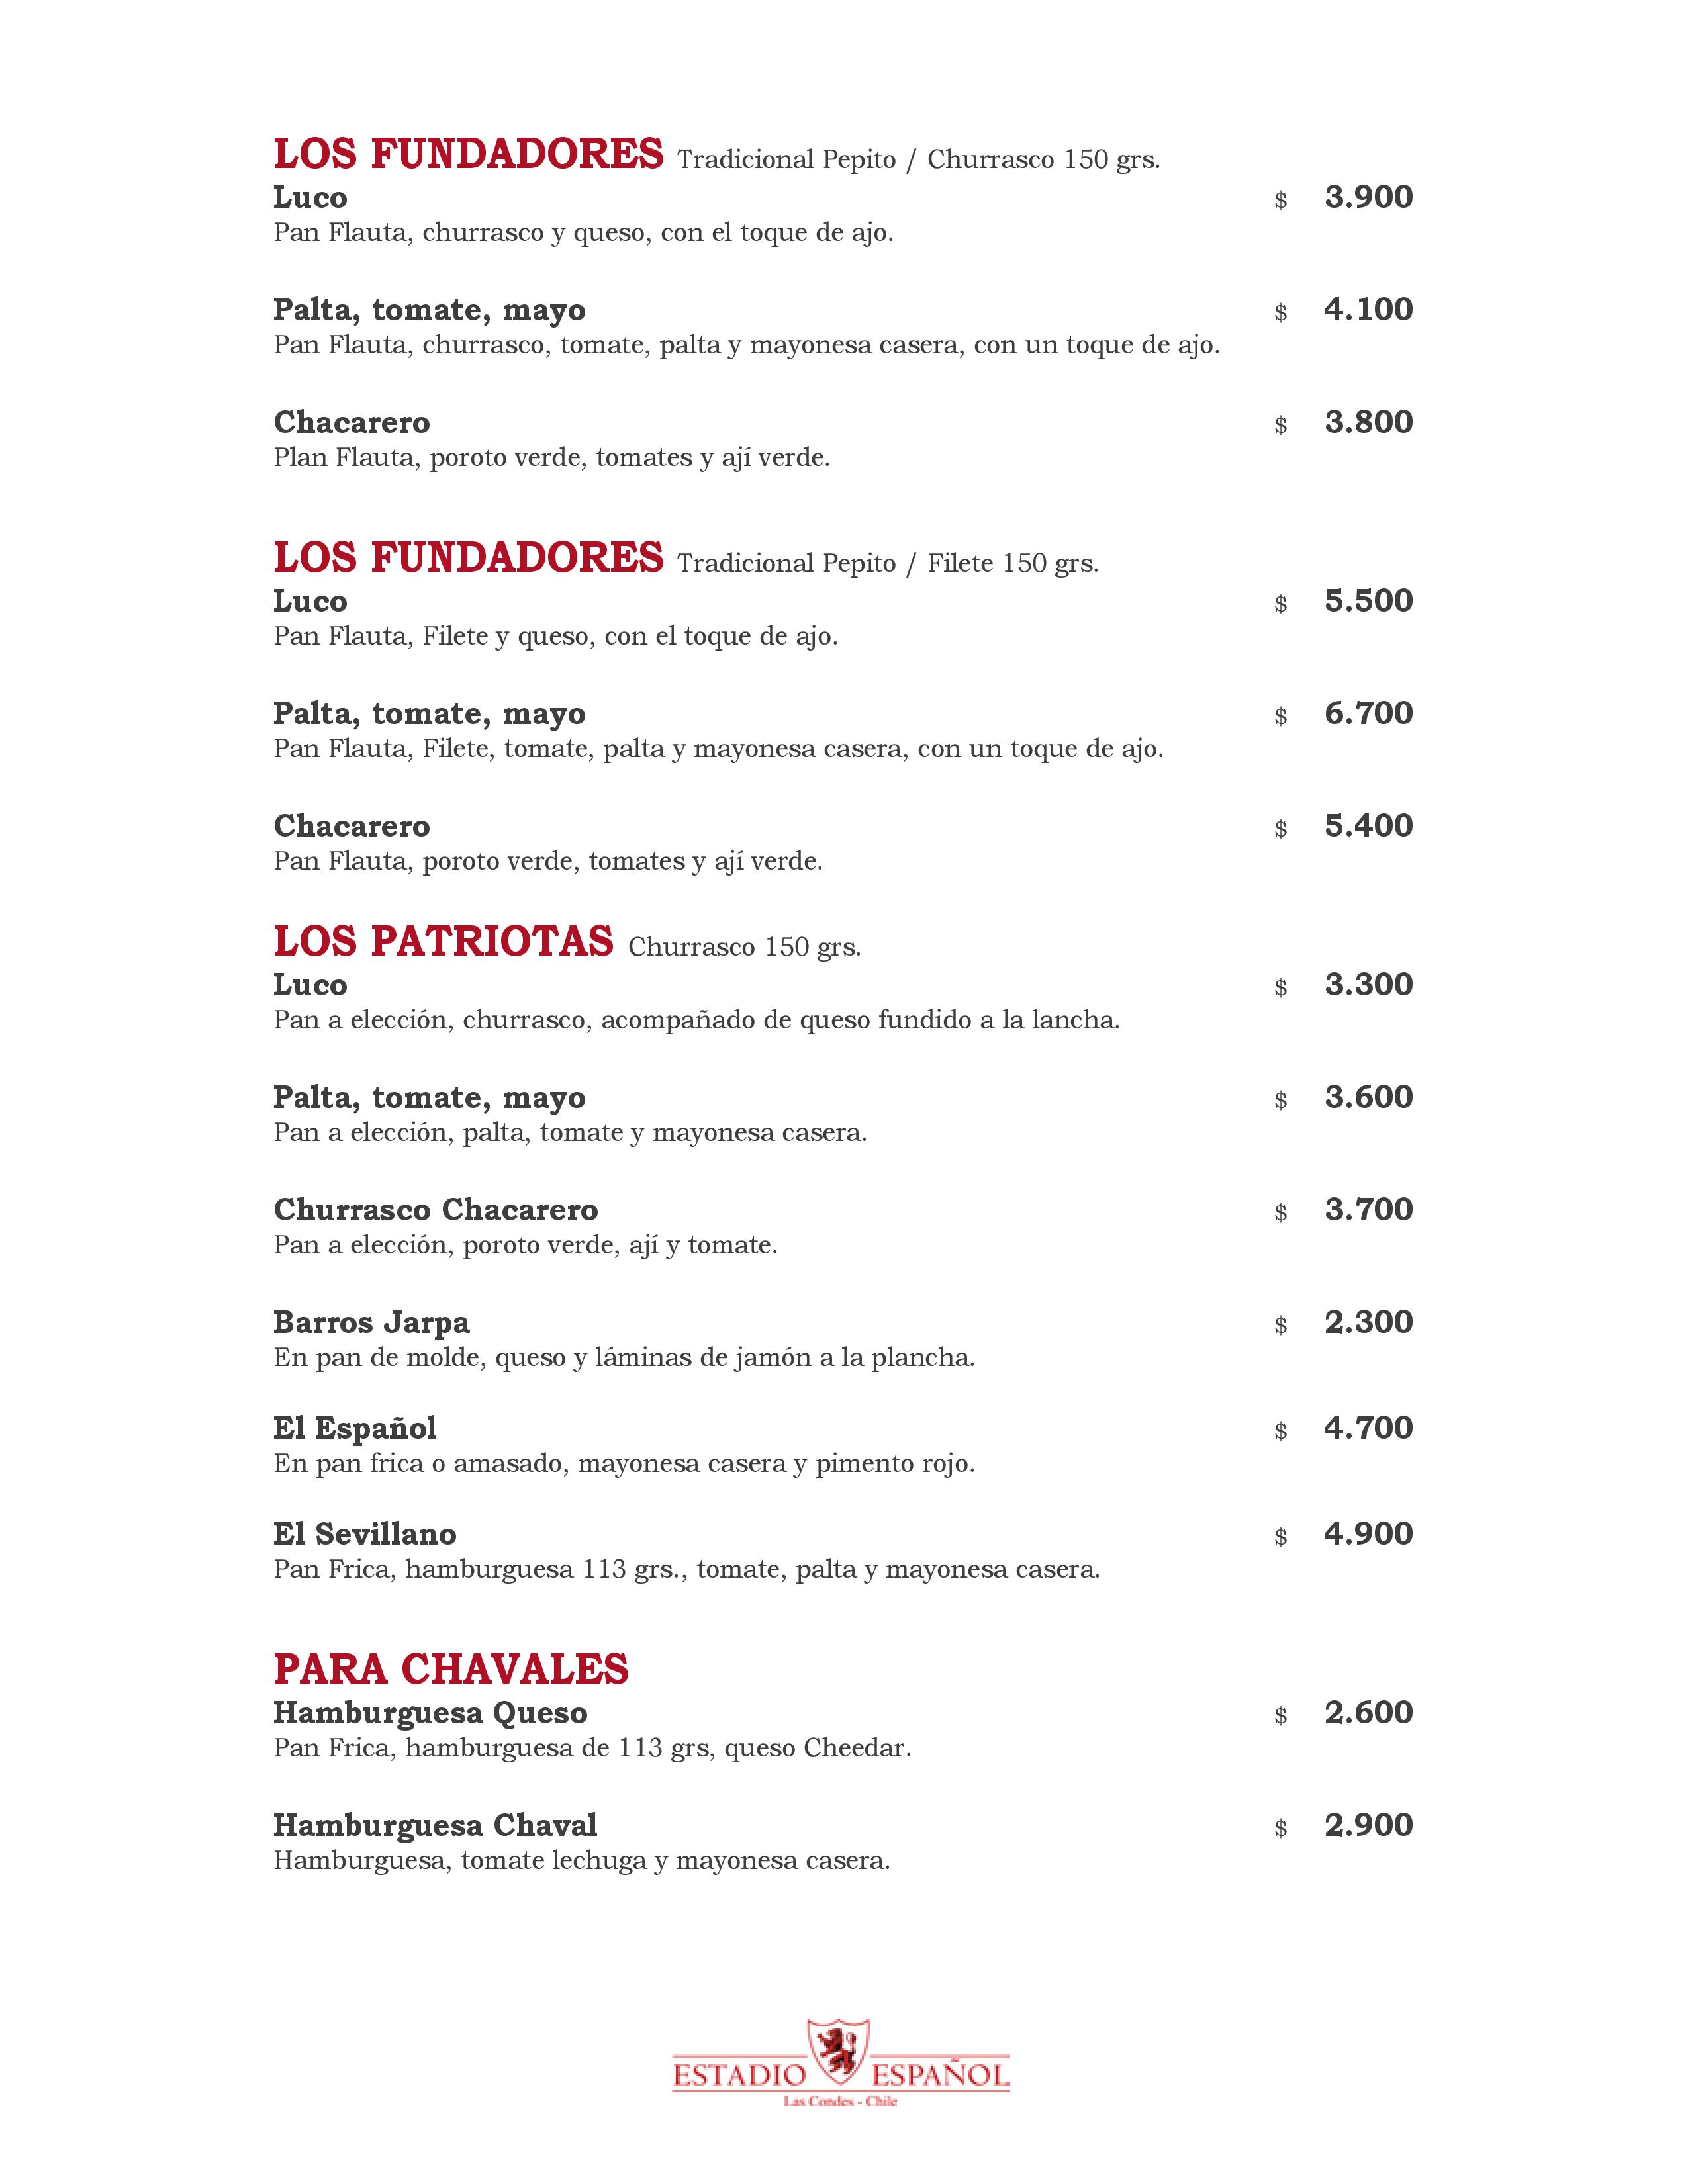 LOS FUNDADORES Tradicional Pepito / Churrasco 150 grs.
Luco $ 3.900
Pan Flauta, churrasco y queso, con el toque de ajo.
Palta, tomate, mayo $ 4.100
Pan Flauta, churrasco, tomate, palta y mayonesa casera, con un toque de ajo.
Chacarero $ 3.800
Plan Flauta, poroto verde, tomates y ají verde.
LOS FUNDADORES Tradicional Pepito / Filete 150 grs.
Luco $ 5.500
Pan Flauta, Filete y queso, con el toque de ajo.
Palta, tomate, mayo $ 6.700
Pan Flauta, Filete, tomate, palta y mayonesa casera, con un toque de ajo.
Chacarero $ 5.400
Pan Flauta, poroto verde, tomates y ají verde.
LOS PATRIOTAS Churrasco 150 grs.
Luco $ 3.300
Pan a elección, churrasco, acompañado de queso fundido a la lancha.
Palta, tomate, mayo $ 3.600
Pan a elección, palta, tomate y mayonesa casera.
Churrasco Chacarero $ 3.700
Pan a elección, poroto verde, ají y tomate.
Barros Jarpa $ 2.300
En pan de molde, queso y láminas de jamón a la plancha.
El Español $ 4.700
En pan frica o amasado, mayonesa casera y pimento rojo.
El Sevillano $ 4.900
Pan Frica, hamburguesa 113 grs., tomate, palta y mayonesa casera.
PARA CHAVALES
Hamburguesa Queso $ 2.600
Pan Frica, hamburguesa de 113 grs, queso Cheedar.
Hamburguesa Chaval $ 2.900
Hamburguesa, tomate lechuga y mayonesa casera.
ESTADIO ESPAÑOL
Las Condes - Chile